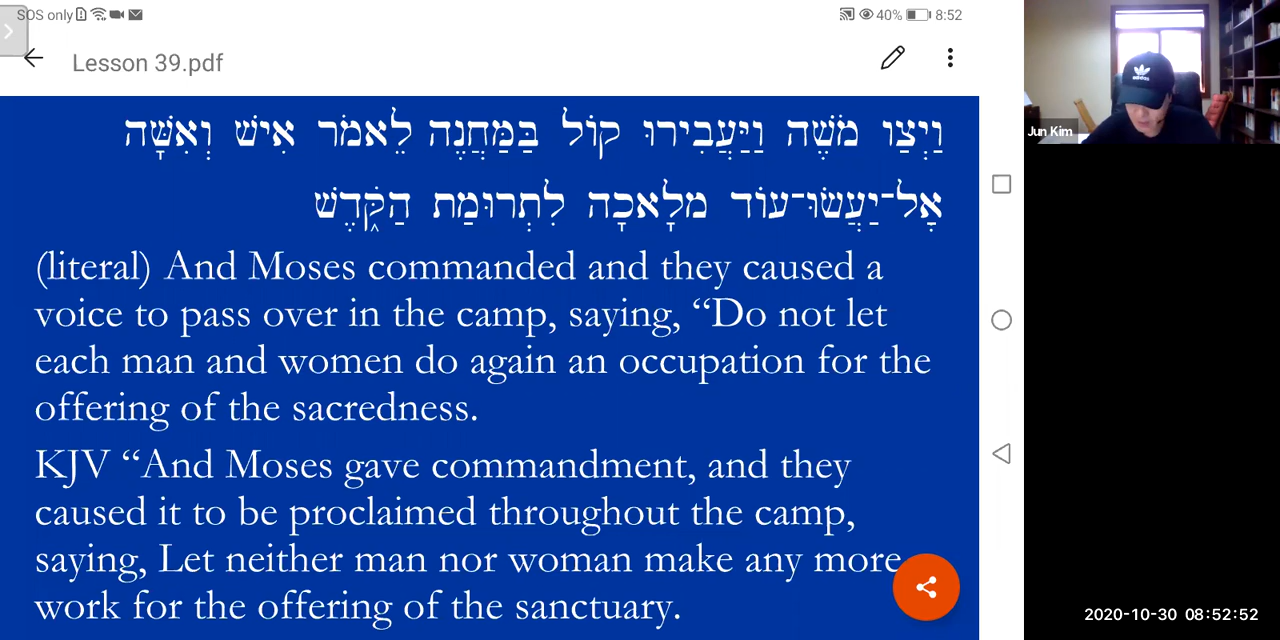 SOS only 40% 8:52
Lesson 39.pdf
וַיְצַו מֹשֶׁה וַיַּעֲבִירוּ קוֹל בַּמַּחֲנֶה לֵאמֹר אִישׁ וְאִשָּׁה
אַל־יַעֲשׂוּ־עוֹד מלָאכָה לִתְרוּמַת הַקֹּ֑דֶשׁ
(literal) And Moses commanded and they caused a
voice to pass over in the camp, saying, “Do not let
each man and women do again an occupation for the
offering of the sacredness.
KJV “And Moses gave commandment, and they
caused it to be proclaimed throughout the camp,
saying, Let neither man nor woman make any more
work for the offering of the sanctuary.
Jun Kim
adidas
2020-10-30 08:52:52